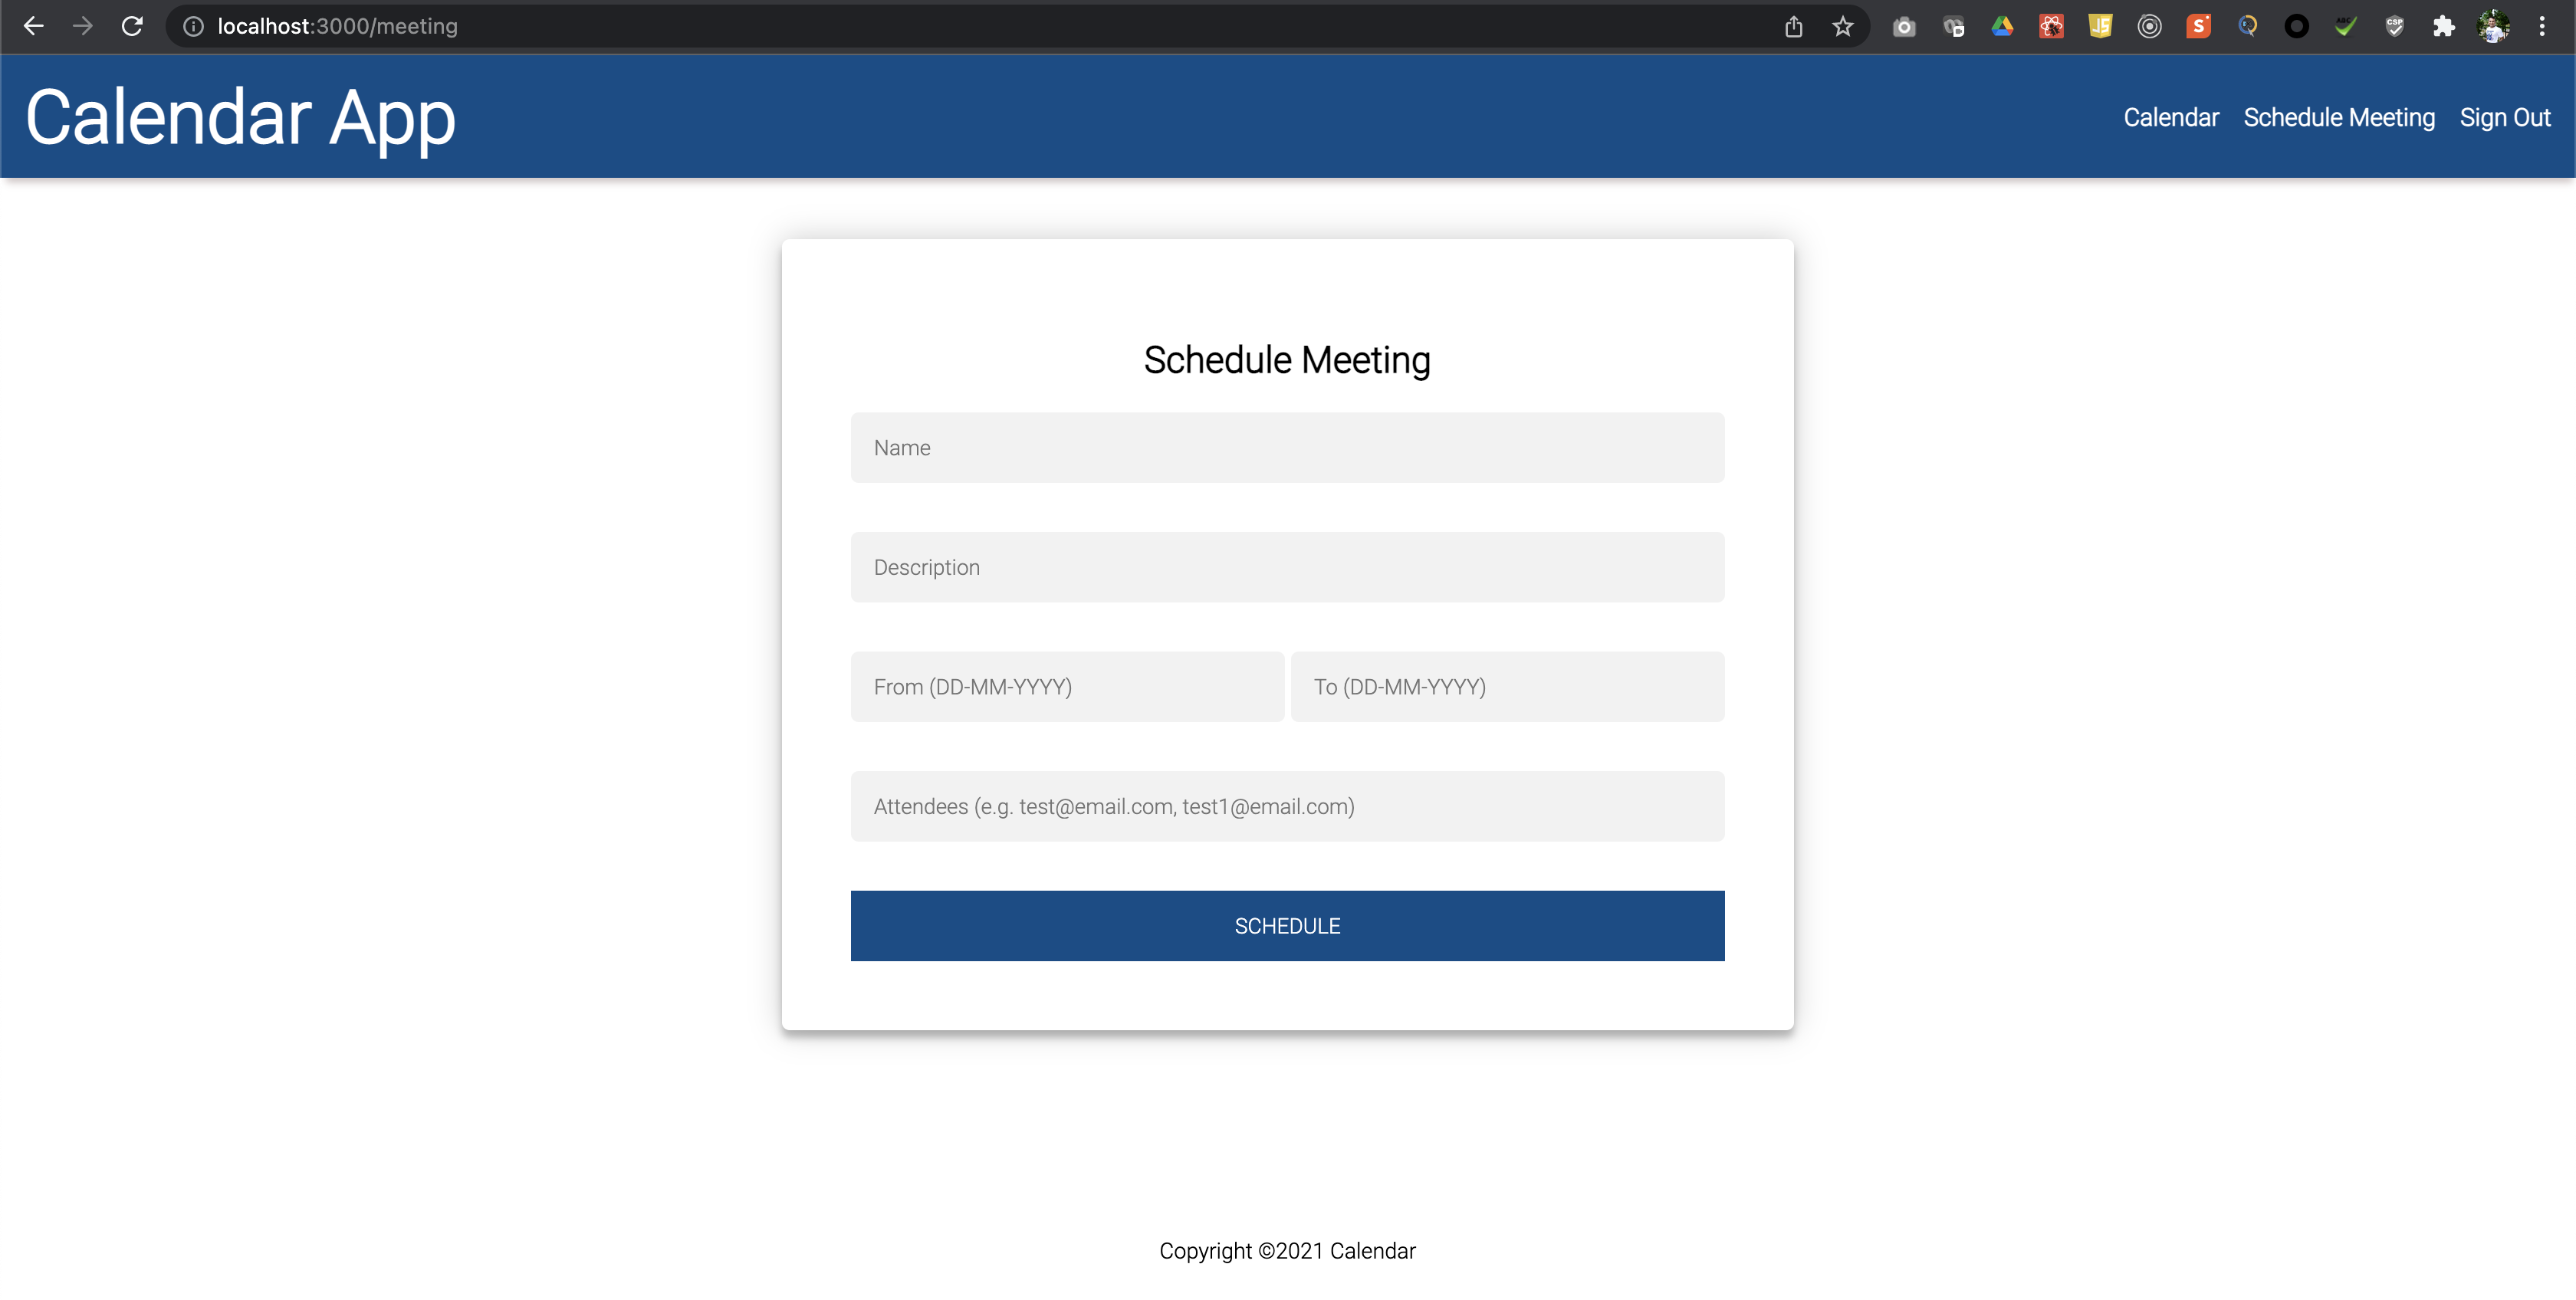 localhost:3000/meeting
Calendar App
Calendar Schedule Meeting Sign Out
Schedule Meeting
Name
Description
From (DD-MM-YYYY) To (DD-MM-YYYY)
Attendees (e.g. test@email.com, test1@email.com)
SCHEDULE
Copyright ©2021 Calendar